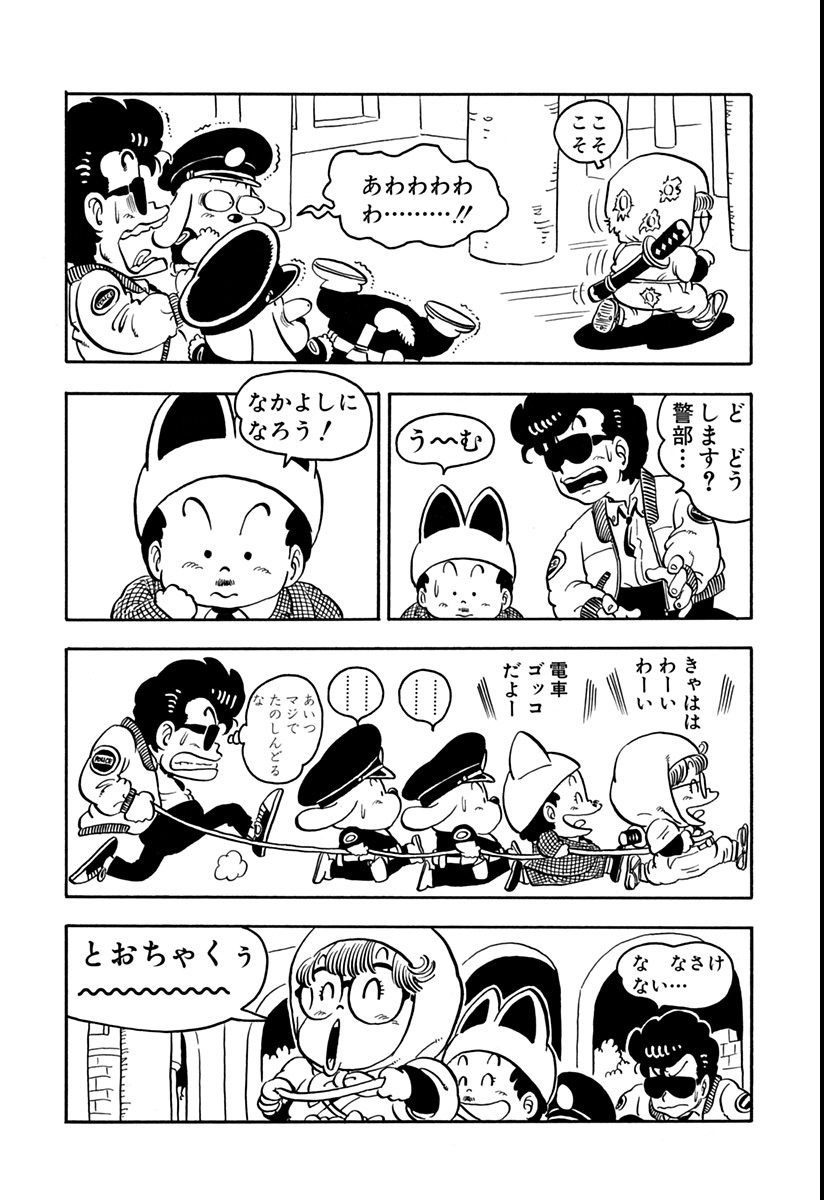 こそ
こそ
あわわわわ
わ………!!
ど どう
します?
警部…
う〜〜む
なかよしに
なろう!
きゃはは
わーい
わーい
電車
ゴッコ
だよー
………
………
あいつ
マジで
たのしんどる
な
POLICE
な なさけ
ない…
とおちゃくぅ